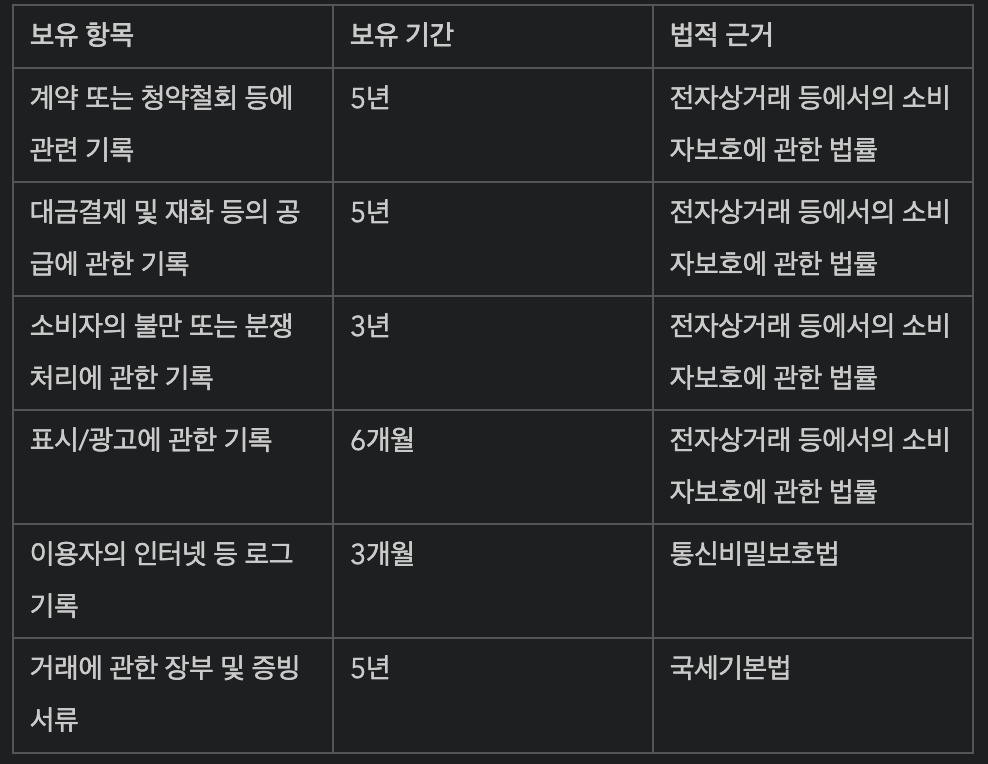 보유 항목
보유 기간
법적 근거
계약 또는 청약철회 등에
관련 기록
5년
전자상거래 등에서의 소비
자보호에 관한 법률
대금결제 및 재화 등의 공
급에 관한 기록
5년
전자상거래 등에서의 소비
자보호에 관한 법률
소비자의 불만 또는 분쟁
처리에 관한 기록
3년
전자상거래 등에서의 소비
자보호에 관한 법률
표시/광고에 관한 기록
6개월
전자상거래 등에서의 소비
자보호에 관한 법률
이용자의 인터넷 등 로그
기록
3개월
통신비밀보호법
거래에 관한 장부 및 증빙
서류
5년
국세기본법